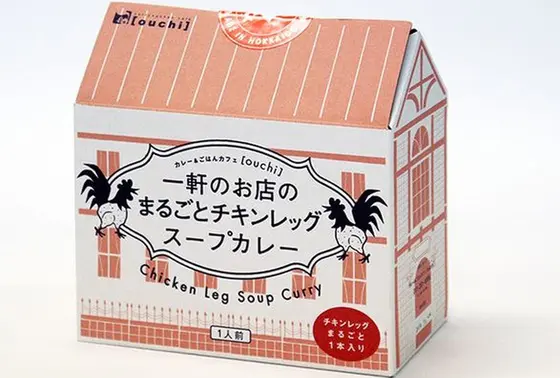 [ouchi]
MADE IN HOKKAIDO
カレー&ごはんカフェ[ouchi]
一軒のお店の
まるごとチキンレッグ
スープカレー
Chicken Leg Soup Curry
1人前
チキンレッグ
まるごと
1本入り